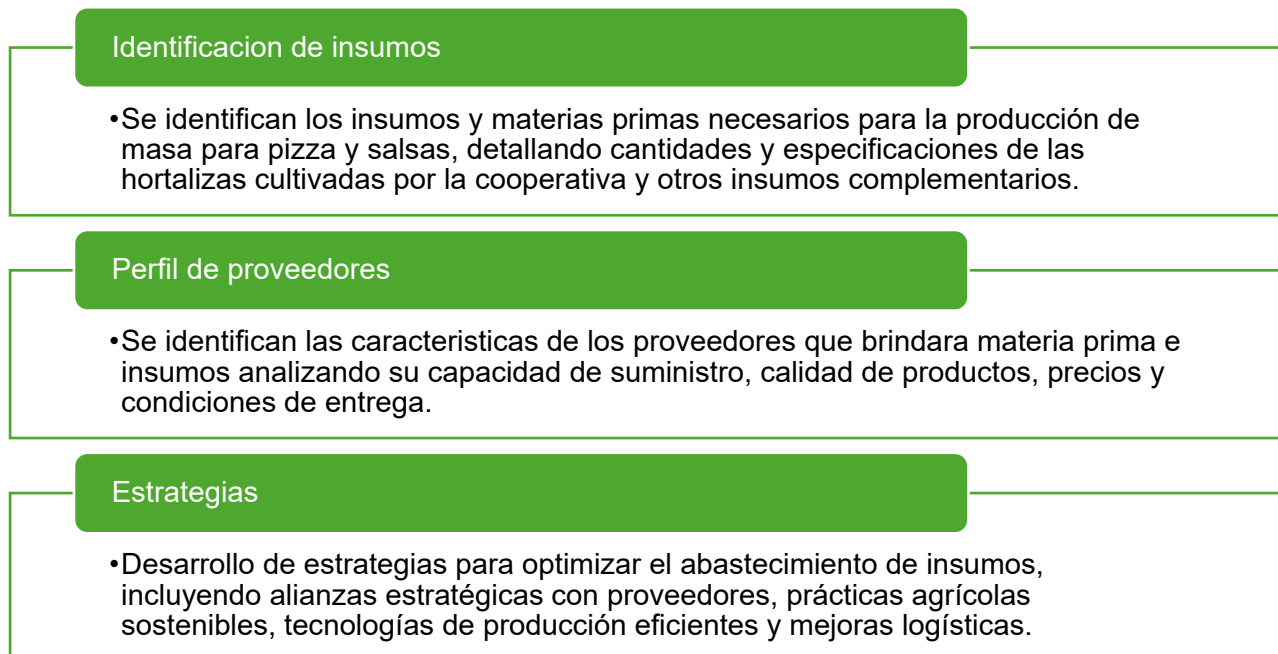 Identificacion de insumos
•Se identifican los insumos y materias primas necesarios para la producción de
masa para pizza y salsas, detallando cantidades y especificaciones de las
hortalizas cultivadas por la cooperativa y otros insumos complementarios.
Perfil de proveedores
•Se identifican las caracteristicas de los proveedores que brindara materia prima e
insumos analizando su capacidad de suministro, calidad de productos, precios y
condiciones de entrega.
Estrategias
•Desarrollo de estrategias para optimizar el abastecimiento de insumos,
incluyendo alianzas estratégicas con proveedores, prácticas agrícolas
sostenibles, tecnologías de producción eficientes y mejoras logísticas.